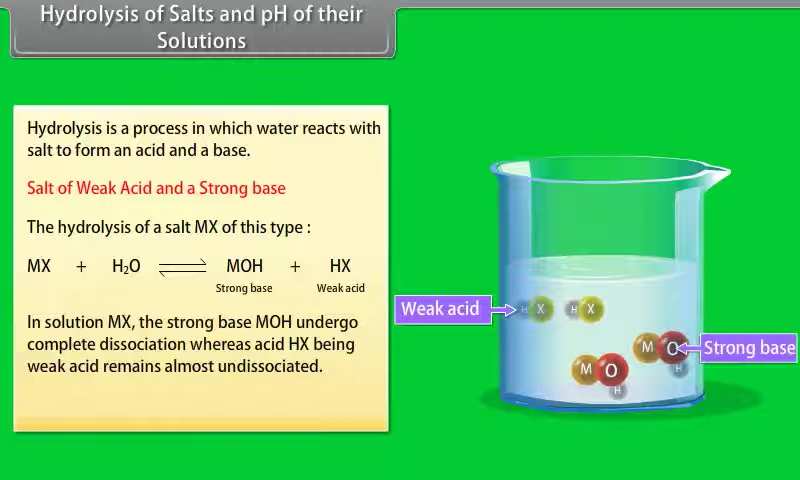 Hydrolysis of Salts and pH of their
Solutions
Hydrolysis is a process in which water reacts with
salt to form an acid and a base.
Salt of Weak Acid and a Strong base
The hydrolysis of a salt MX of this type :
MX + H₂O ⇌ MOH + HX
Strong base Weak acid
In solution MX, the strong base MOH undergo
complete dissociation whereas acid HX being
weak acid remains almost undissociated.
Weak acid
H X
H X
M O H
Strong base
M O H